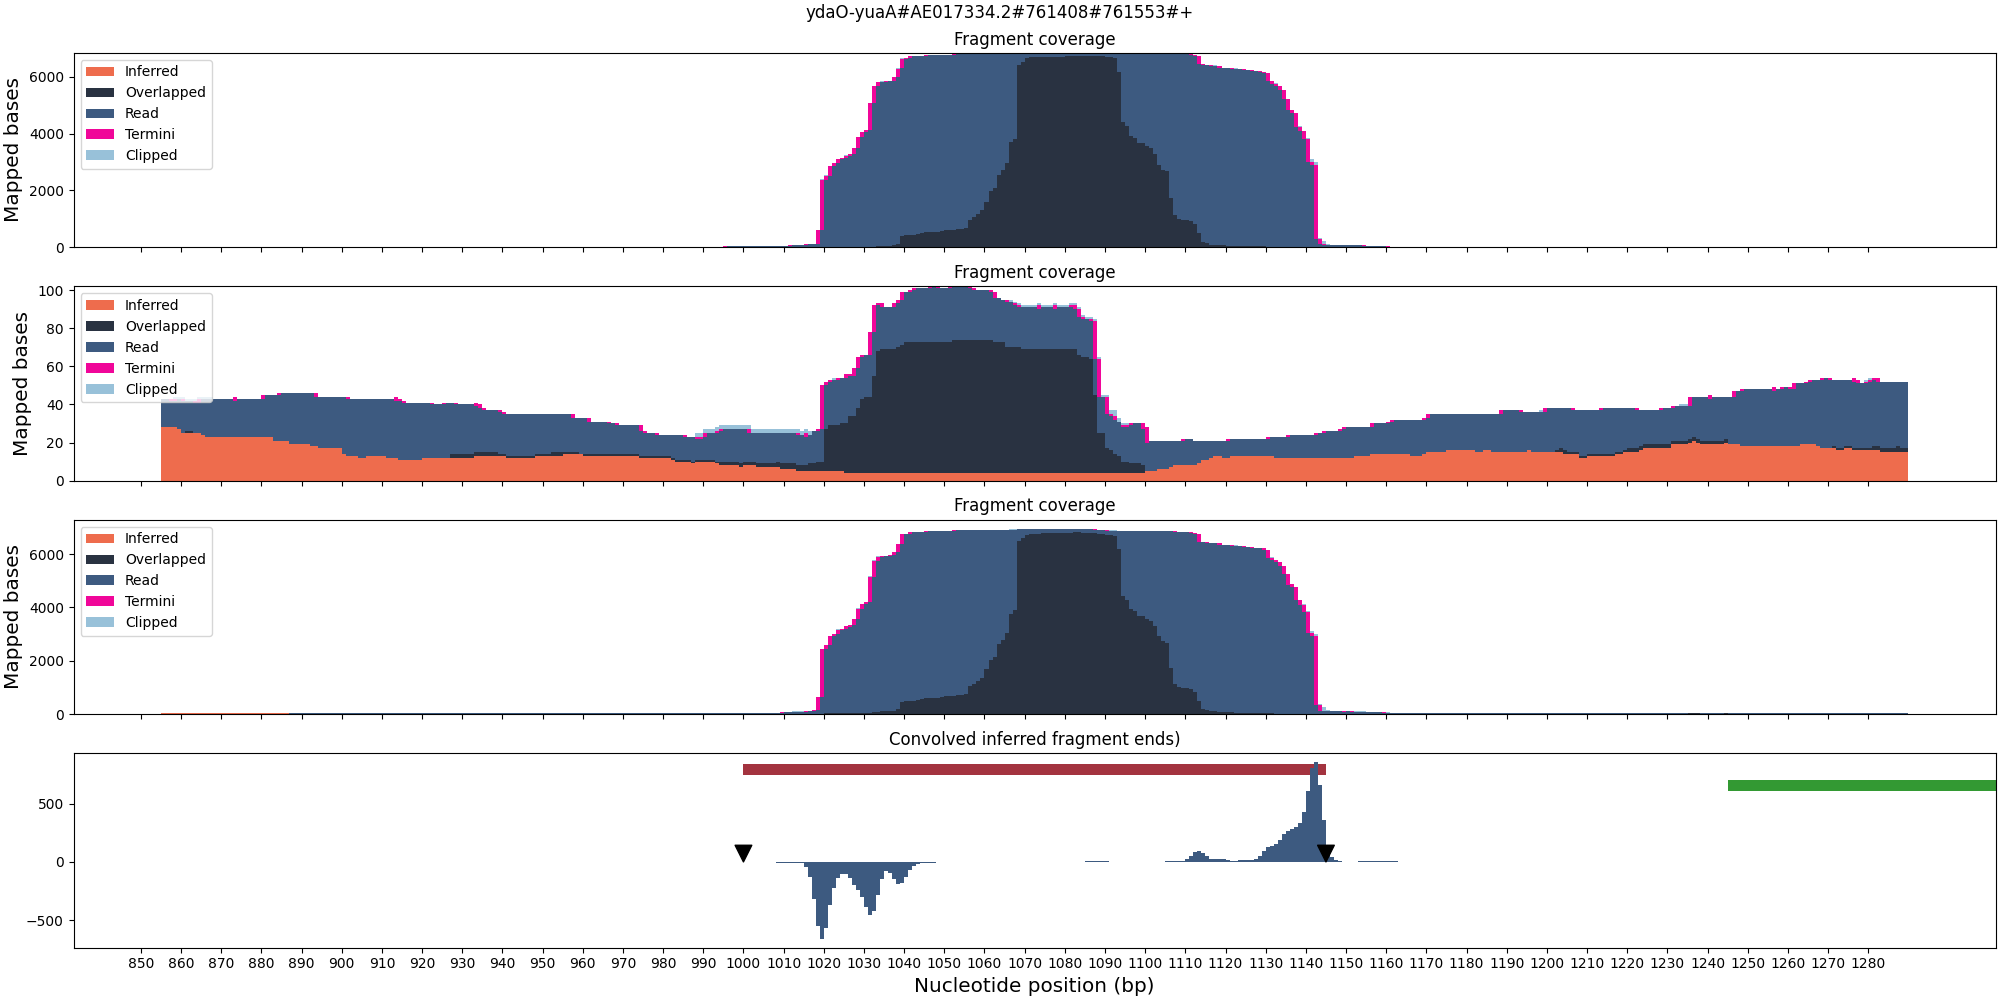 ydaO-yuaA#AE017334.2#761408#761553#+
Fragment coverage
Mapped bases
6000
4000
2000
0
Inferred
Overlapped
Read
Termini
Clipped
Fragment coverage
Mapped bases
100
80
60
40
20
0
Inferred
Overlapped
Read
Termini
Clipped
Fragment coverage
Mapped bases
6000
4000
2000
0
Inferred
Overlapped
Read
Termini
Clipped
Convolved inferred fragment ends)
500
0
−500
850 860 870 880 890 900 910 920 930 940 950 960 970 980 990 1000 1010 1020 1030 1040 1050 1060 1070 1080 1090 1100 1110 1120 1130 1140 1150 1160 1170 1180 1190 1200 1210 1220 1230 1240 1250 1260 1270 1280
Nucleotide position (bp)